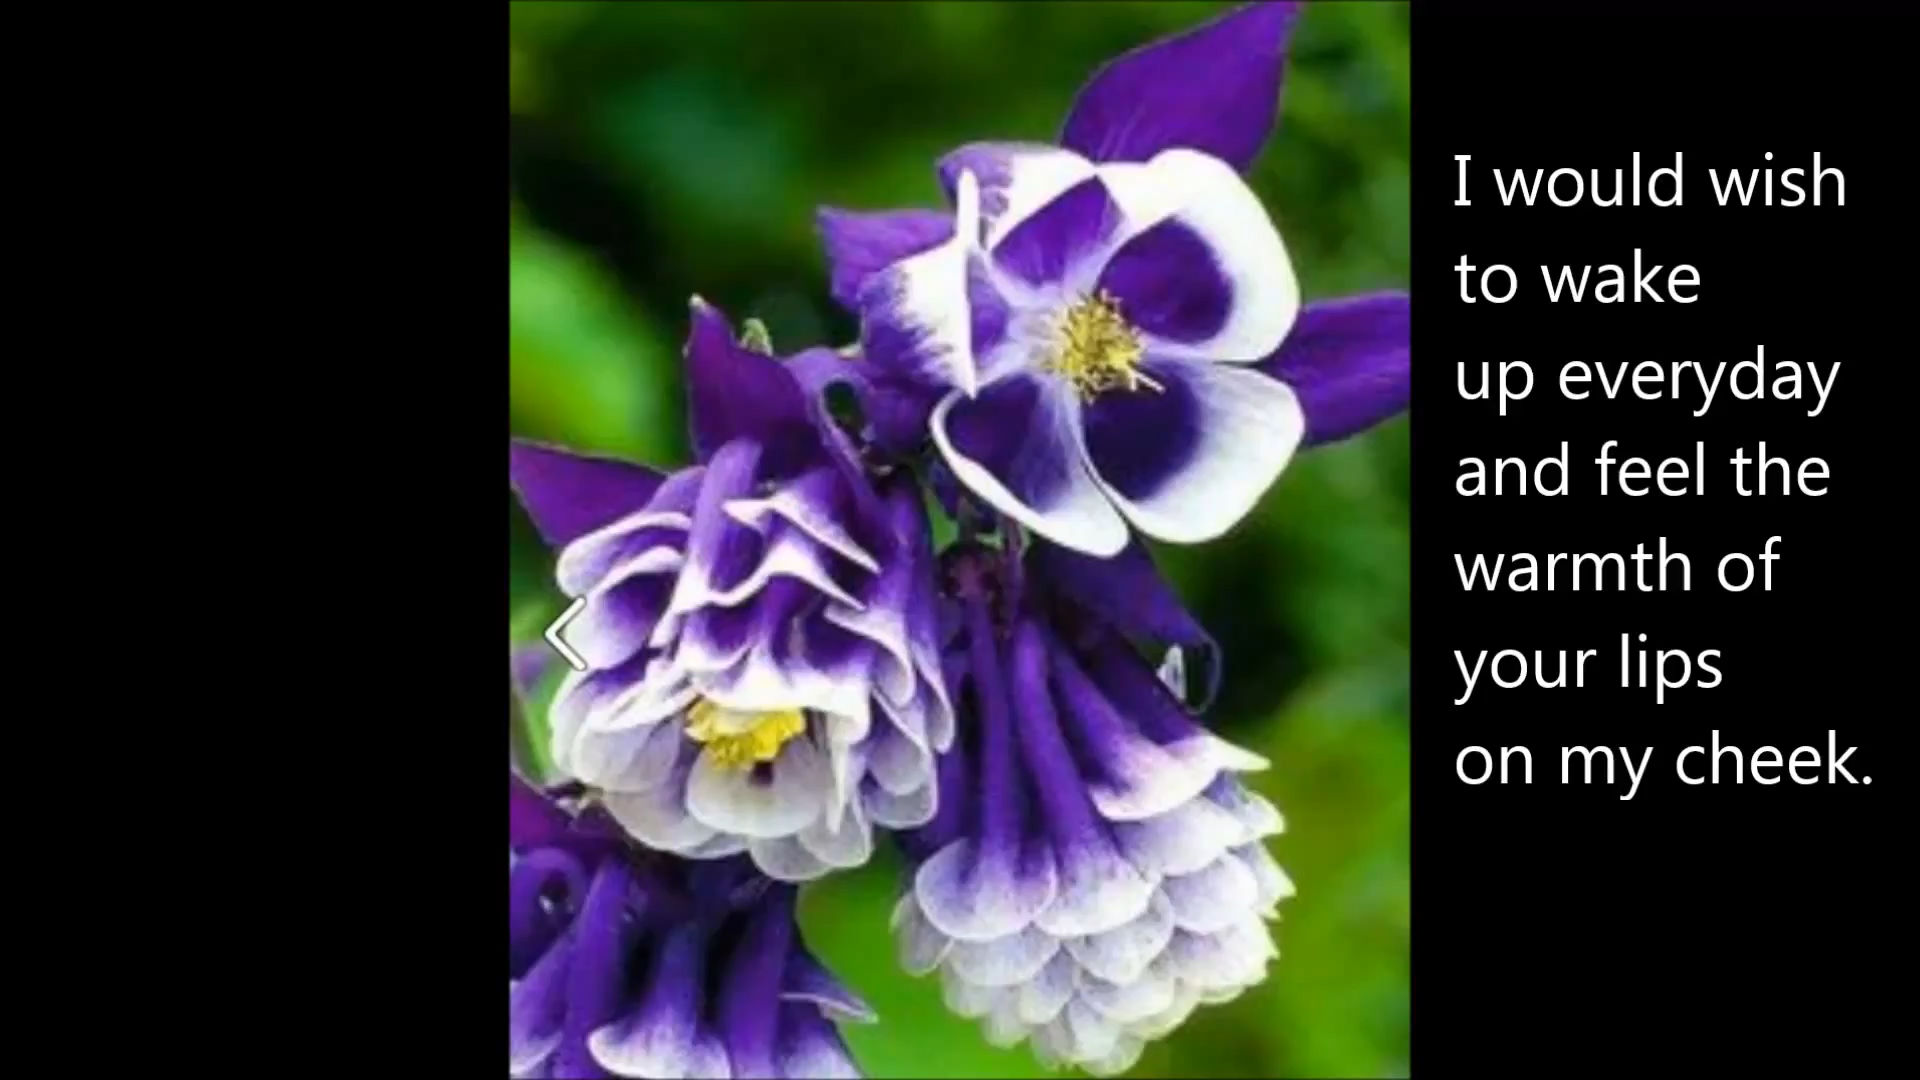 I would wish
to wake
up everyday
and feel the
warmth of
your lips
on my cheek.